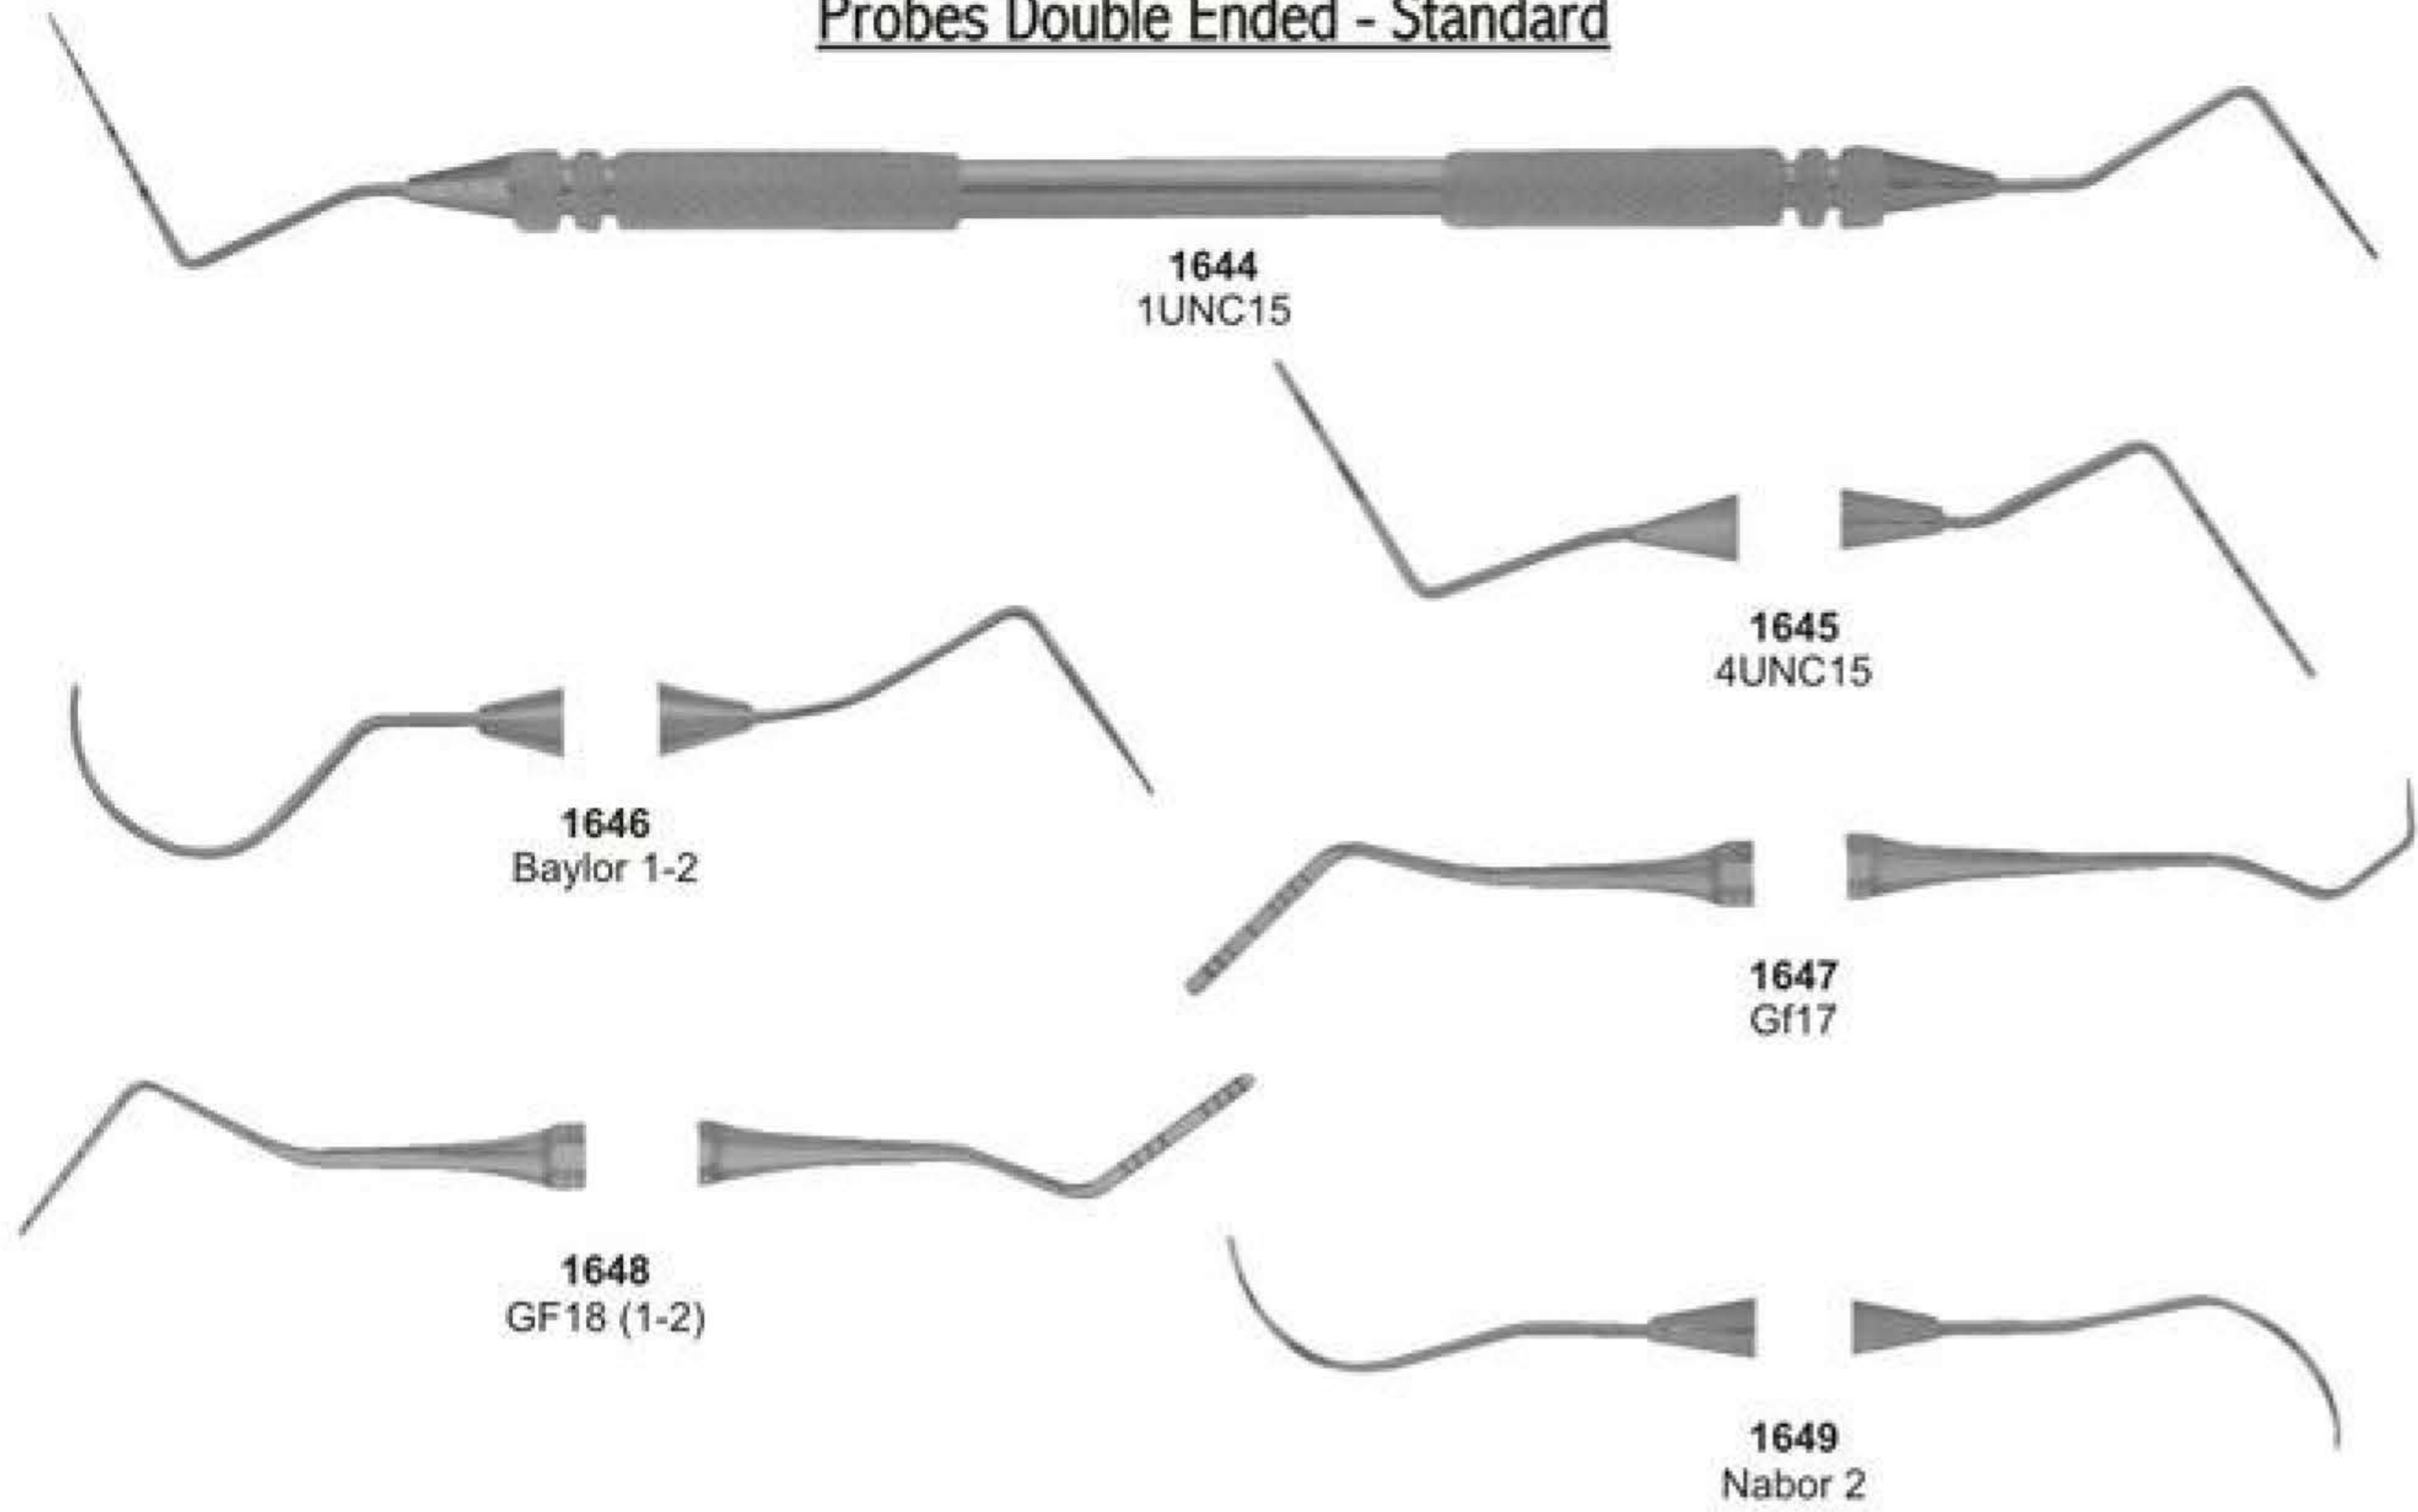 Probes Double Ended - Standard
1644
1UNC15
1645
4UNC15
1646
Baylor 1-2
1647
Gf17
1648
GF18 (1-2)
1649
Nabor 2